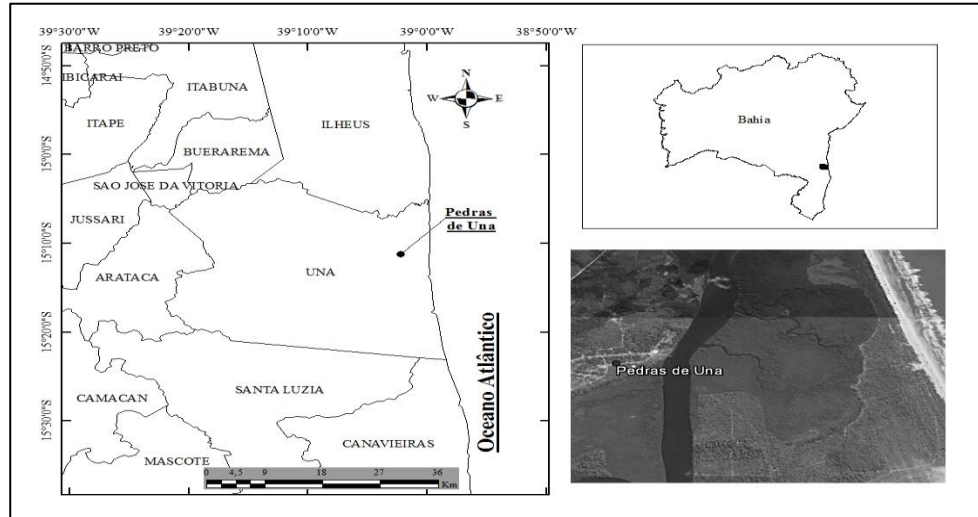 39°30'0"W 39°20'0"W 39°10'0"W 39°0'0"W 38°50'0"W
14°50'0"S
15°0'0"S
15°10'0"S
15°20'0"S
15°30'0"S
BARRO PRETO
IBICARAI
ITABUNA
ITAPE
ILHEUS
BUERAREMA
SAO JOSE DA VITORIA
JUSSARI
Pedras
de Una
UNA
ARATACA
SANTA LUZIA
CAMACAN
CANAVIEIRAS
MASCOTE
Oceano Atlântico
N
W E
S
0 4,5 9 18 27 36
Km
Bahia
Pedras de Una